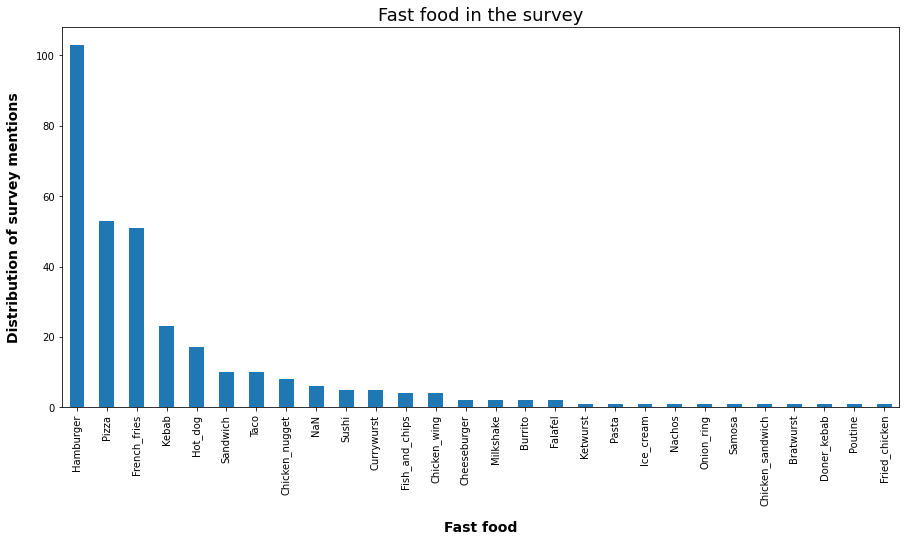 Fast food in the survey
Distribution of survey mentions
100
80
60
40
20
0
Hamburger
Pizza
French_fries
Kebab
Hot_dog
Sandwich
Taco
Chicken_nugget
NaN
Sushi
Currywurst
Fish_and_chips
Chicken_wing
Cheeseburger
Milkshake
Burrito
Falafel
Ketwurst
Pasta
Ice_cream
Nachos
Onion_ring
Samosa
Chicken_sandwich
Bratwurst
Doner_kebab
Poutine
Fried_chicken
Fast food